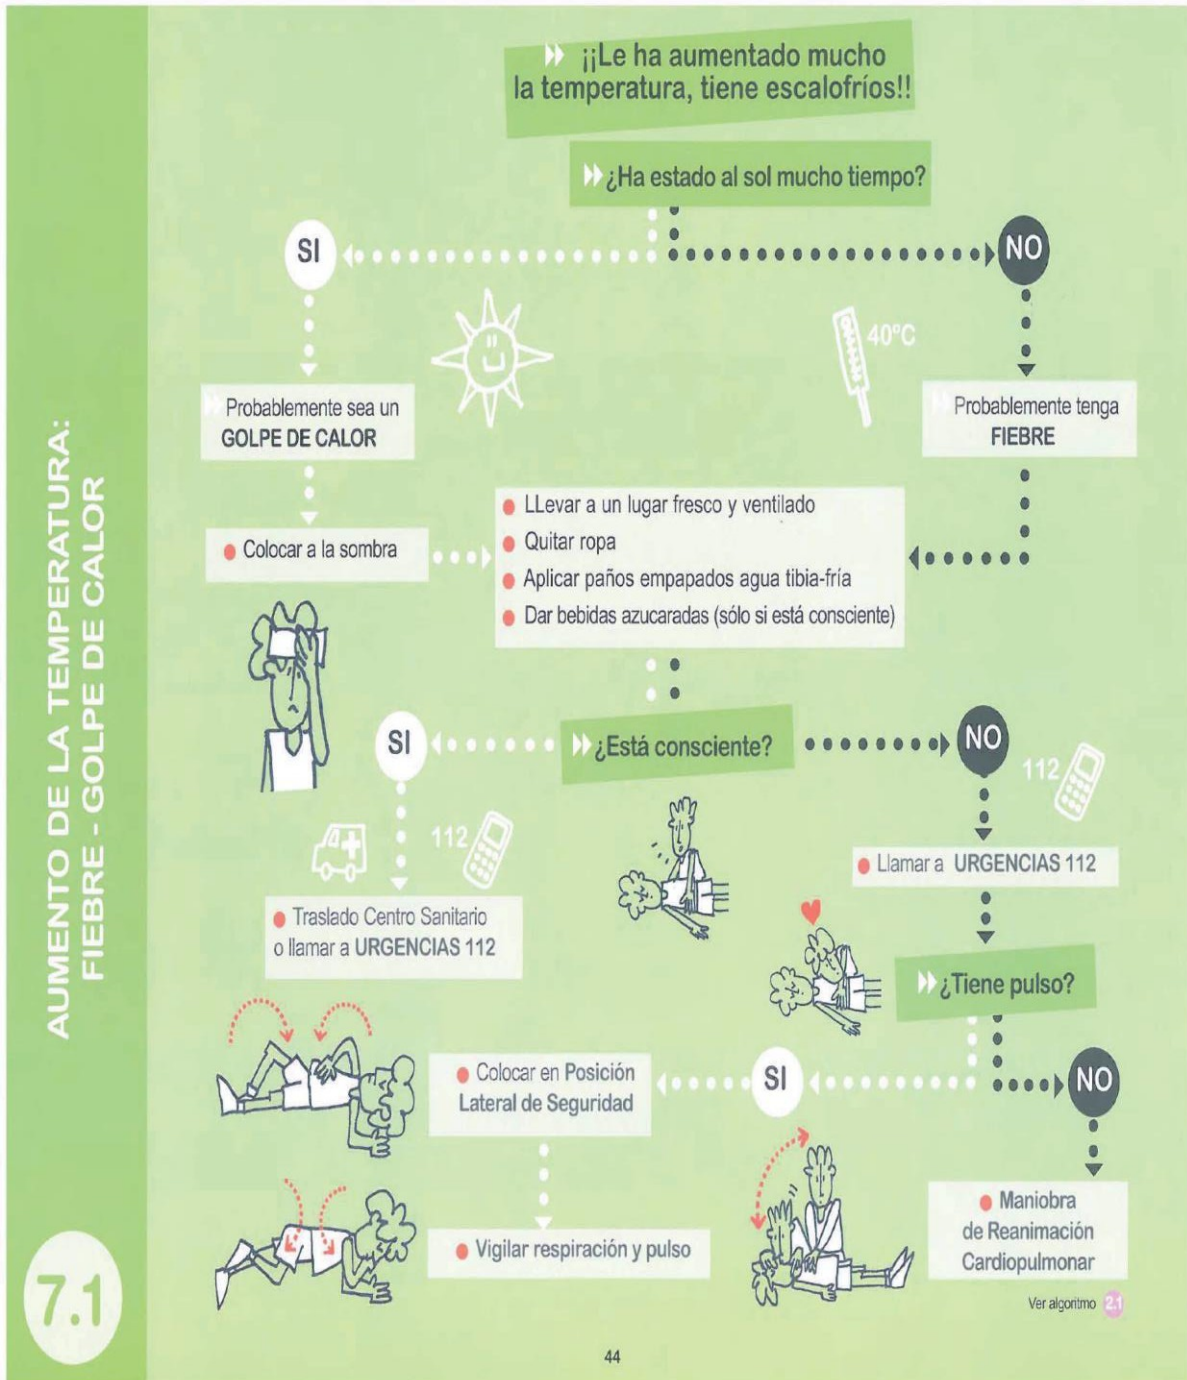 AUMENTO DE LA TEMPERATURA:
FIEBRE - GOLPE DE CALOR
7.1
¡¡Le ha aumentado mucho
la temperatura, tiene escalofríos!!
¿Ha estado al sol mucho tiempo?
SI
NO
40ºC
Probablemente sea un
GOLPE DE CALOR
Probablemente tenga
FIEBRE
Colocar a la sombra
LLevar a un lugar fresco y ventilado
Quitar ropa
Aplicar paños empapados agua tibia-fría
Dar bebidas azucaradas (sólo si está consciente)
¿Está consciente?
SI
NO
112
112
Traslado Centro Sanitario
o llamar a URGENCIAS 112
Llamar a URGENCIAS 112
¿Tiene pulso?
SI
NO
Colocar en Posición
Lateral de Seguridad
Vigilar respiración y pulso
Maniobra
de Reanimación
Cardiopulmonar
Ver algoritmo 2.1
44